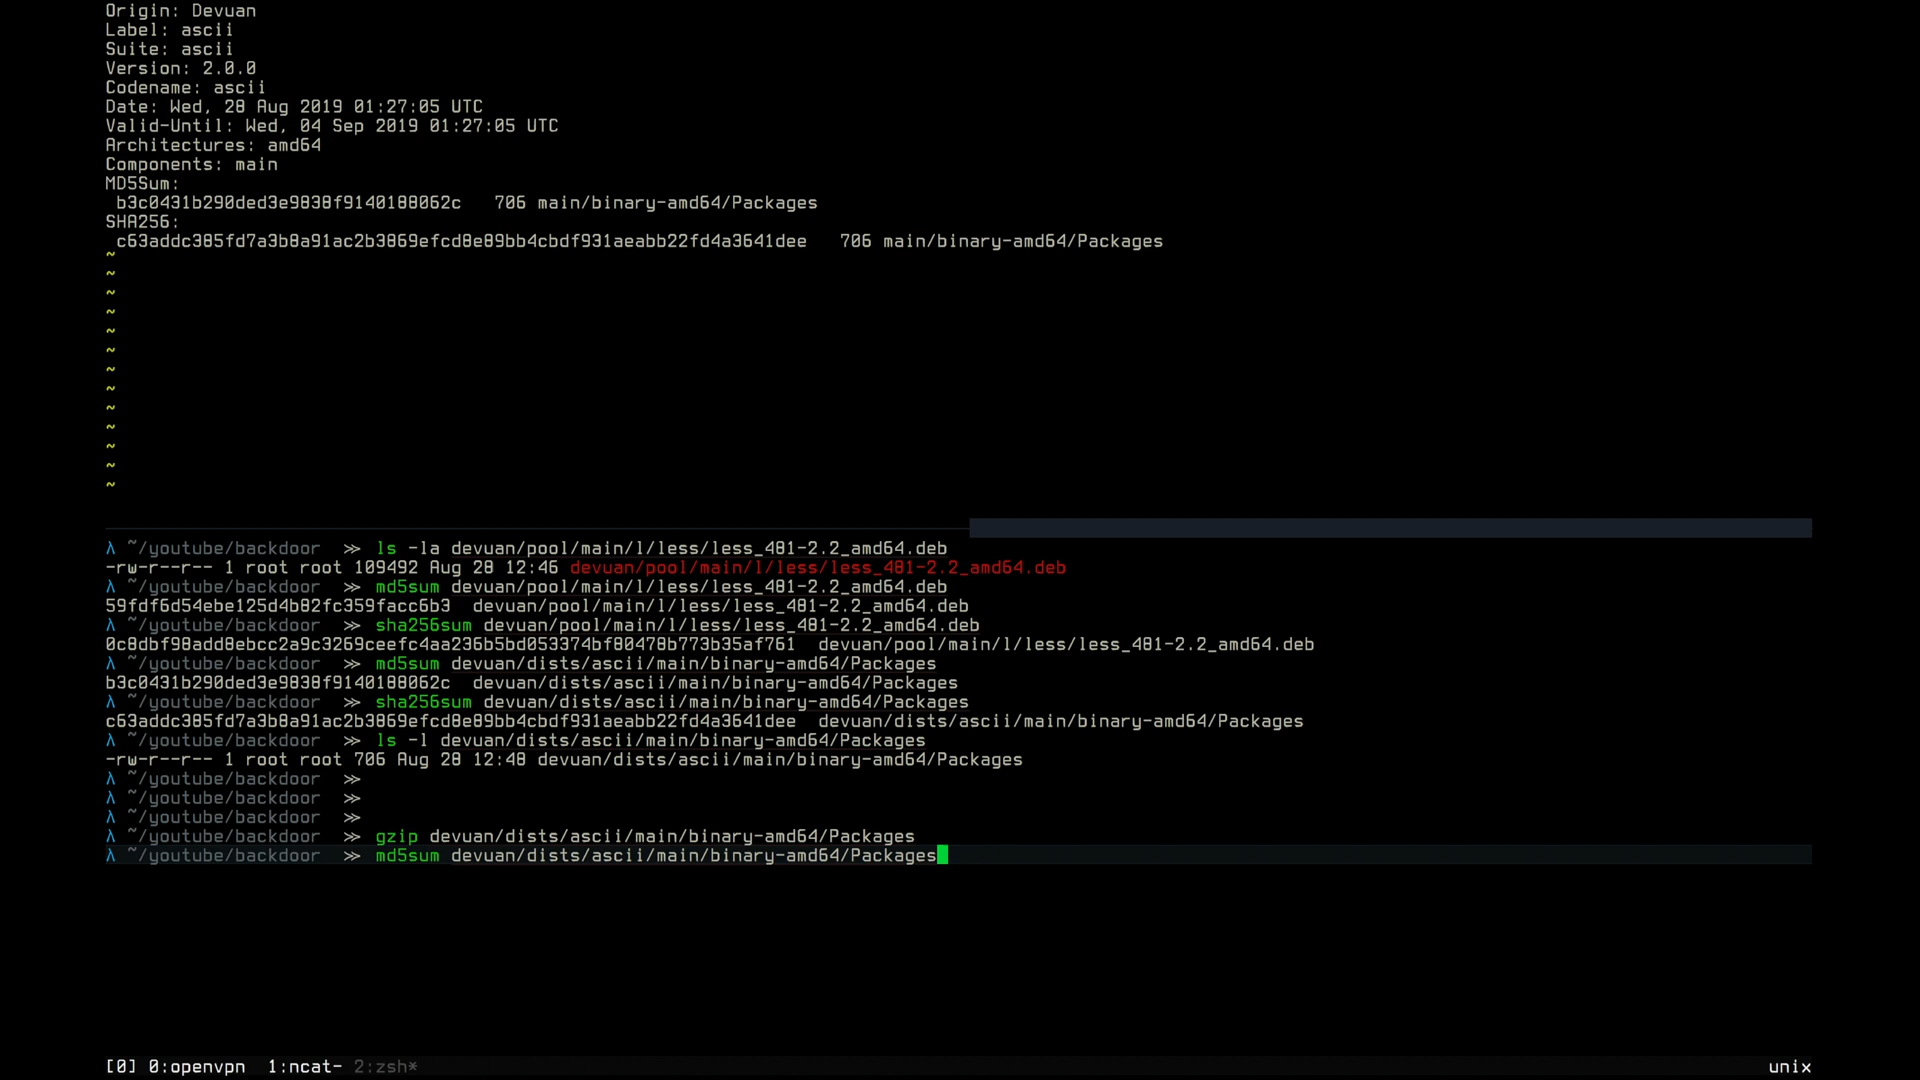 Origin: Devuan
Label: ascii
Suite: ascii
Version: 2.0.0
Codename: ascii
Date: Wed, 28 Aug 2019 01:27:05 UTC
Valid-Until: Wed, 04 Sep 2019 01:27:05 UTC
Architectures: amd64
Components: main
MD5Sum:
 b3c0431b290ded3e9838f9140188062c   706 main/binary-amd64/Packages
SHA256:
 c63addc385fd7a3b8a91ac2b3869efcd8e89bb4cbdf931aeabb22fd4a3641dee   706 main/binary-amd64/Packages
~
~
~
~
~
~
~
~
~
~
~
~
~
λ ~/youtube/backdoor  ≫ ls -la devuan/pool/main/l/less/less_481-2.2_amd64.deb
-rw-r--r-- 1 root root 109492 Aug 28 12:46 devuan/pool/main/l/less/less_481-2.2_amd64.deb
λ ~/youtube/backdoor  ≫ md5sum devuan/pool/main/l/less/less_481-2.2_amd64.deb
59fdf6d54ebe125d4b82fc359facc6b3  devuan/pool/main/l/less/less_481-2.2_amd64.deb
λ ~/youtube/backdoor  ≫ sha256sum devuan/pool/main/l/less/less_481-2.2_amd64.deb
0c8dbf98add8ebcc2a9c3269ceefc4aa236b5bd053374bf80478b773b35af761  devuan/pool/main/l/less/less_481-2.2_amd64.deb
λ ~/youtube/backdoor  ≫ md5sum devuan/dists/ascii/main/binary-amd64/Packages
b3c0431b290ded3e9838f9140188062c  devuan/dists/ascii/main/binary-amd64/Packages
λ ~/youtube/backdoor  ≫ sha256sum devuan/dists/ascii/main/binary-amd64/Packages
c63addc385fd7a3b8a91ac2b3869efcd8e89bb4cbdf931aeabb22fd4a3641dee  devuan/dists/ascii/main/binary-amd64/Packages
λ ~/youtube/backdoor  ≫ ls -l devuan/dists/ascii/main/binary-amd64/Packages
-rw-r--r-- 1 root root 706 Aug 28 12:48 devuan/dists/ascii/main/binary-amd64/Packages
λ ~/youtube/backdoor  ≫
λ ~/youtube/backdoor  ≫
λ ~/youtube/backdoor  ≫
λ ~/youtube/backdoor  ≫ gzip devuan/dists/ascii/main/binary-amd64/Packages
λ ~/youtube/backdoor  ≫ md5sum devuan/dists/ascii/main/binary-amd64/Packages
[0] 0:openvpn  1:ncat- 2:zsh*  unix